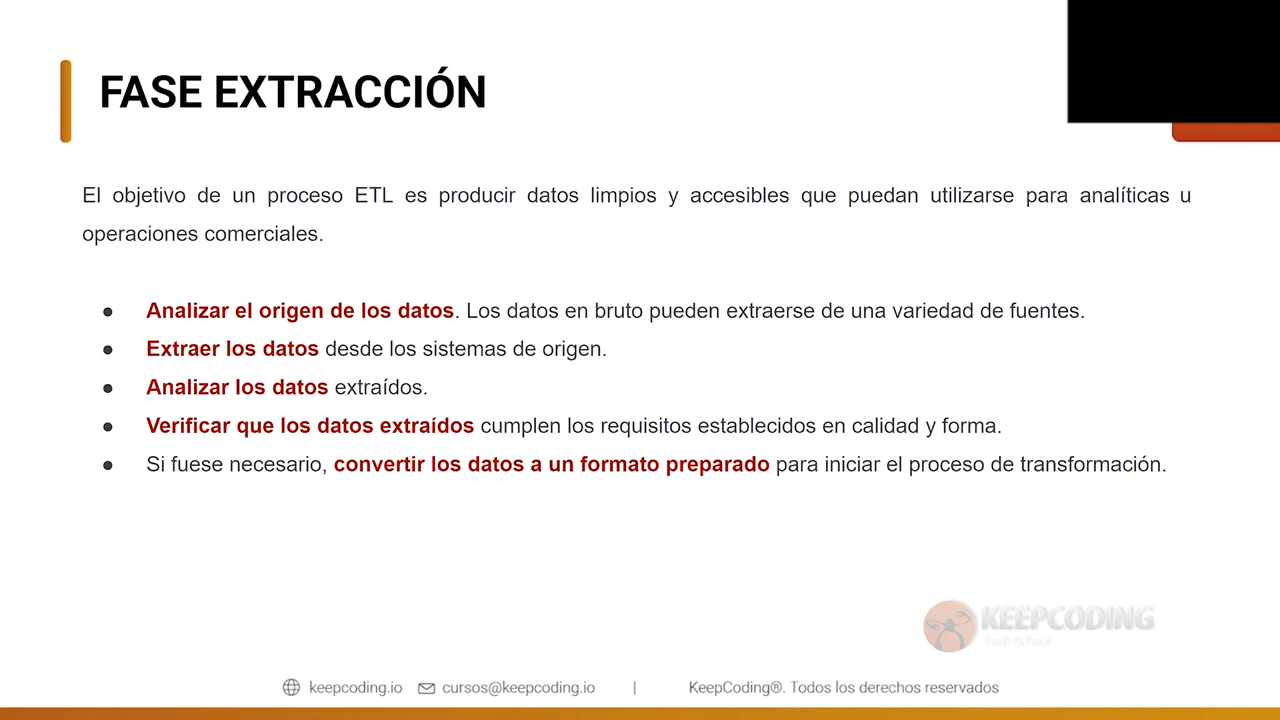 FASE EXTRACCIÓN
El objetivo de un proceso ETL es producir datos limpios y accesibles que puedan utilizarse para analíticas u
operaciones comerciales.
● Analizar el origen de los datos. Los datos en bruto pueden extraerse de una variedad de fuentes.
● Extraer los datos desde los sistemas de origen.
● Analizar los datos extraídos.
● Verificar que los datos extraídos cumplen los requisitos establecidos en calidad y forma.
● Si fuese necesario, convertir los datos a un formato preparado para iniciar el proceso de transformación.
KEEPCODING
Tech School
keepcoding.io cursos@keepcoding.io | KeepCoding®. Todos los derechos reservados